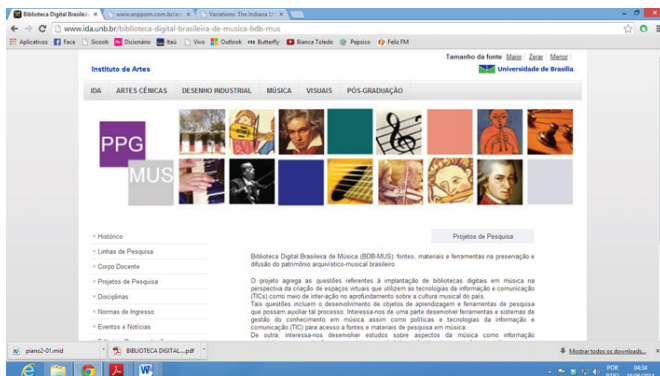 Biblioteca Digital Brasileir
www.anppom.com.br/an
Variations: The Indiana U
www.ida.unb.br/biblioteca-digital-brasileira-de-musica-bdb-mus
Aplicativos Face Sicoob Dicionário Itaú Vivo Outlook Butterfly Bianca Toledo Pepsico Felix FM
Tamanho da fonte Maior Zerar Menor
Instituto de Artes
Universidade de Brasília
IDA ARTES CÊNICAS DESENHO INDUSTRIAL MÚSICA VISUAIS PÓS-GRADUAÇÃO
PPG
MUS
Histórico
Linhas de Pesquisa
Corpo Docente
Projetos de Pesquisa
Disciplinas
Normas de Ingresso
Eventos e Notícias
Projetos de Pesquisa
Biblioteca Digital Brasileira de Música (BDB-MUS): fontes, materiais e ferramentas na preservação e
difusão do patrimônio arquivístico-musical brasileiro
O projeto agrega as questões referentes à implantação de bibliotecas digitais em música na
perspectiva da criação de espaços virtuais que utilizem as tecnologias da informação e comunicação
(TICs) como meio de inter-ação no aprofundamento sobre a cultura musical do país.
Tais questões incluem o desenvolvimento de objetos de aprendizagem e ferramentas de pesquisa
que possam auxiliar tal processo. Interessa-nos de uma parte desenvolver ferramentas e sistemas de
gestão do conhecimento em música assim como políticas e tecnologias da informação e
comunicação (TIC) para acesso a fontes e materiais de pesquisa em música.
De outra, interessa-nos desenvolver estudos sobre aspectos da música como informação
piano2-01.mid
BIBLIOTECA DIGITAL....pdf
Mostrar todos os downloads...
POR
04:34
PTB2